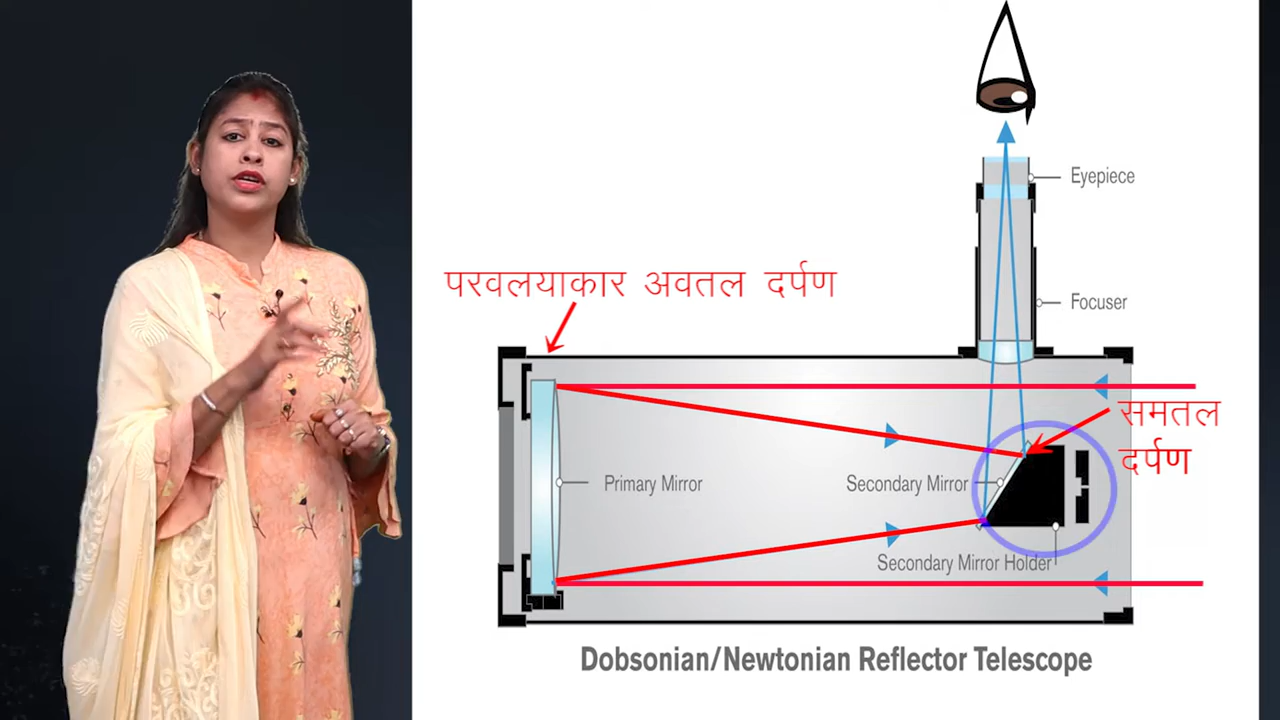 Eyepiece
परवलयाकार अवतल दर्पण
Focuser
समतल
दर्पण
Primary Mirror
Secondary Mirror
Secondary Mirror Holder
Dobsonian/Newtonian Reflector Telescope